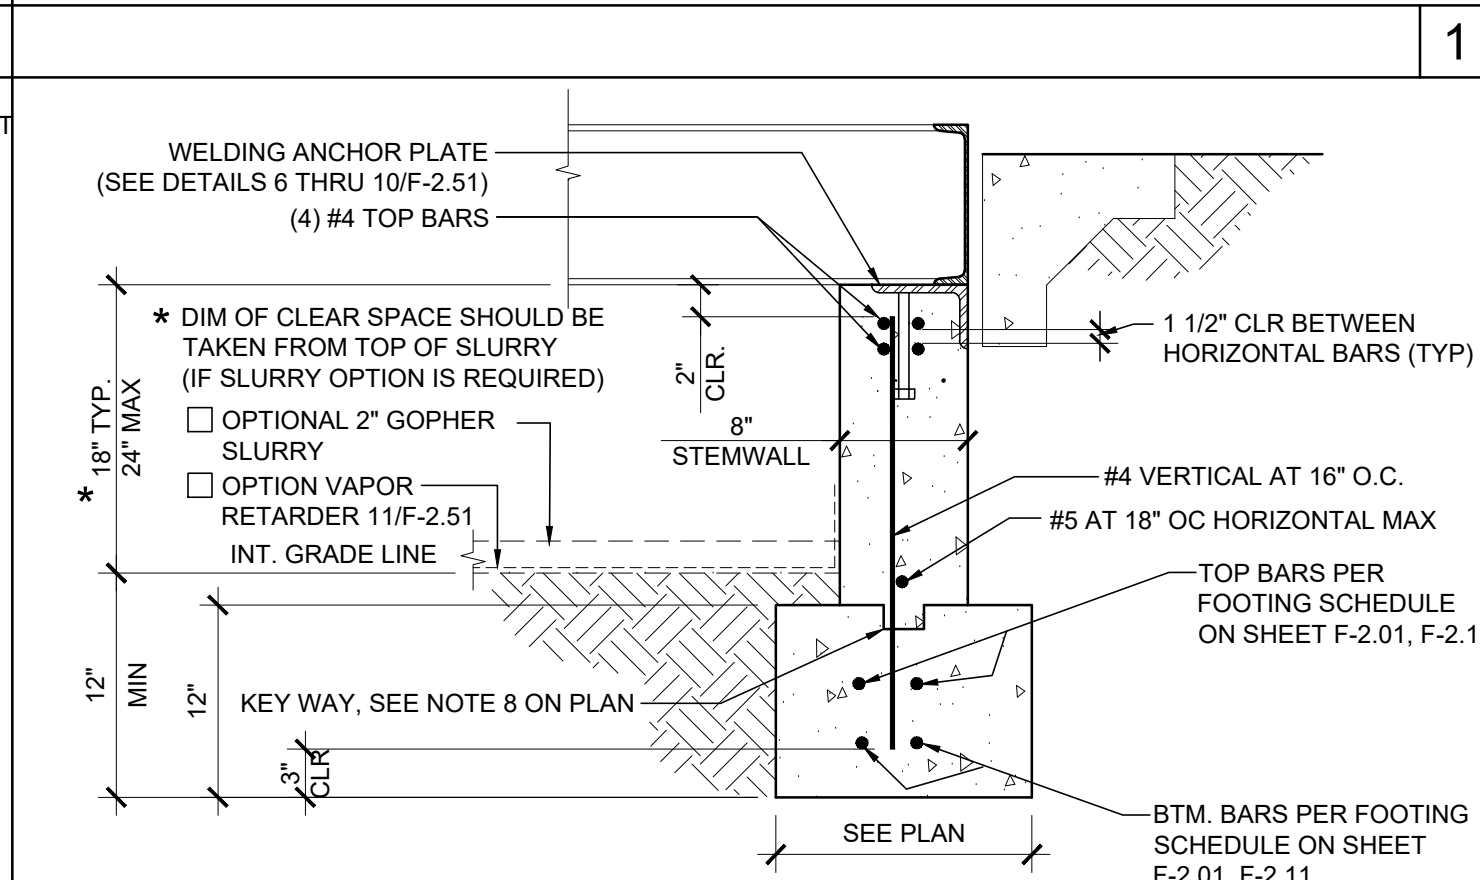 1
T
WELDING ANCHOR PLATE
(SEE DETAILS 6 THRU 10/F-2.51)
(4) #4 TOP BARS
* DIM OF CLEAR SPACE SHOULD BE
TAKEN FROM TOP OF SLURRY
(IF SLURRY OPTION IS REQUIRED)
OPTIONAL 2" GOPHER
SLURRY
OPTION VAPOR
RETARDER 11/F-2.51
INT. GRADE LINE
* 18" TYP.
24" MAX
2"
CLR.
8"
STEMWALL
1 1/2" CLR BETWEEN
HORIZONTAL BARS (TYP)
#4 VERTICAL AT 16" O.C.
#5 AT 18" OC HORIZONTAL MAX
TOP BARS PER
FOOTING SCHEDULE
ON SHEET F-2.01, F-2.1
12"
MIN
12"
KEY WAY, SEE NOTE 8 ON PLAN
3"
CLR
SEE PLAN
BTM. BARS PER FOOTING
SCHEDULE ON SHEET
F-2.01, F-2.11